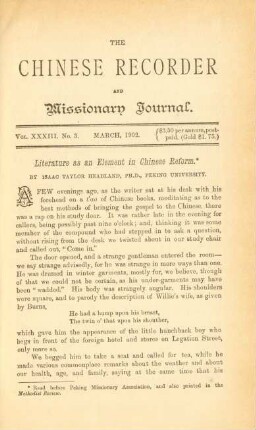 THE
CHINESE RECORDER
AND
Missionary Journal.
VOL. XXXIII, No. 3. MARCH, 1902. {$3.50 per annum, post-paid. (Gold $1.75.)
Literature as an Element in Chinese Reform.*
BY ISAAC TAYLOR HEADLAND, PH.D., PEKING UNIVERSITY.
A FEW evenings ago, as the writer sat at his desk with his
forehead on a t'ao of Chinese books, meditating as to the
best methods of bringing the gospel to the Chinese, there
was a rap on his study door. It was rather late in the evening for
callers, being possibly past nine o'clock; and, thinking it was some
member of the compound who had stepped in to ask a question,
without rising from the desk we twisted about in our study chair
and called out, "Come in."
The door opened, and a strange gentleman entered the room—
we say strange advisedly, for he was strange in more ways than one.
He was dressed in winter garments, mostly fur, we believe, though
of that we could not be certain, as his under-garments may have
been "wadded." His body was strangely angular. His shoulders
were square, and to parody the description of Willie's wife, as given
by Burns,
He had a hump upon his breast,
The twin o' that upon his shouther,
which gave him the appearance of the little hunchback boy who
begs in front of the foreign hotel and stores on Legation Street,
only more so.
We begged him to take a seat and called for tea, while he
made various commonplace remarks about the weather and about
our health, age, and family, saying at the same time that his
* Read before Peking Missionary Association, and also printed in the
Methodist Review.